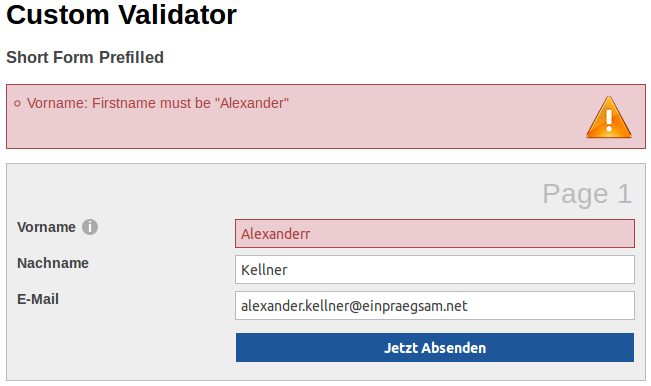 Custom Validator
Short Form Prefilled
Vorname: Firstname must be "Alexander"
Page 1
Vorname
Alexanderr
Nachname
Kellner
E-Mail
alexander.kellner@einpraegsam.net
Jetzt Absenden